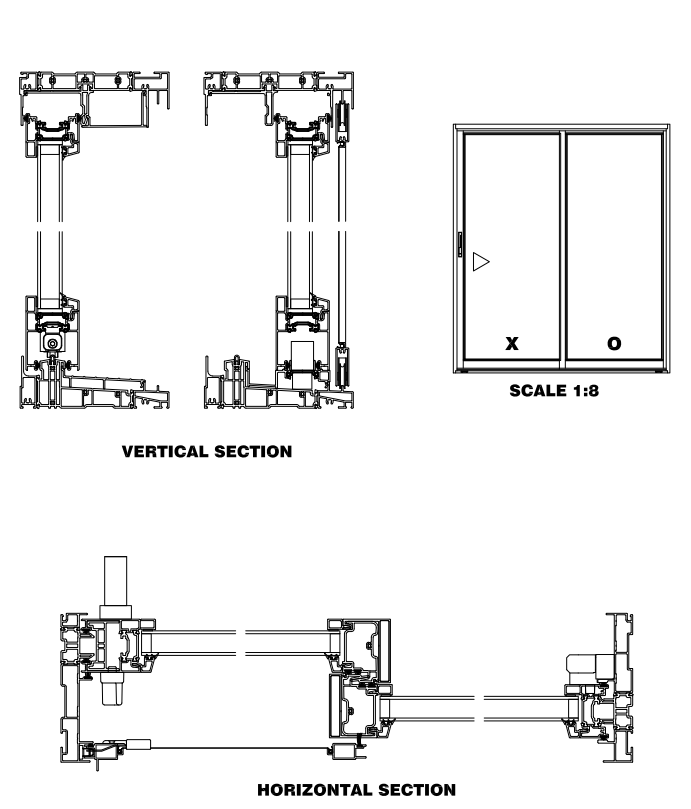 X O
SCALE 1:8
VERTICAL SECTION
HORIZONTAL SECTION